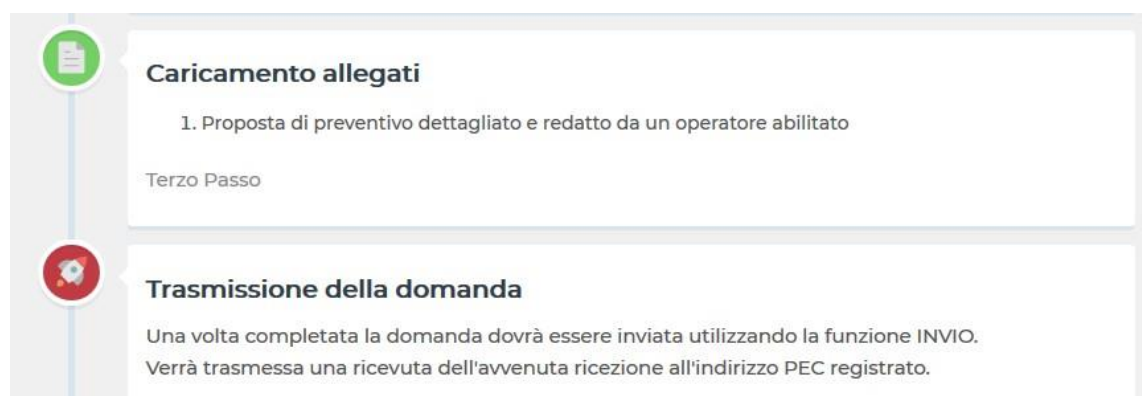 Caricamento allegati
1. Proposta di preventivo dettagliato e redatto da un operatore abilitato
Terzo Passo
Trasmissione della domanda
Una volta completata la domanda dovrà essere inviata utilizzando la funzione INVIO.
Verrà trasmessa una ricevuta dell'avvenuta ricezione all'indirizzo PEC registrato.